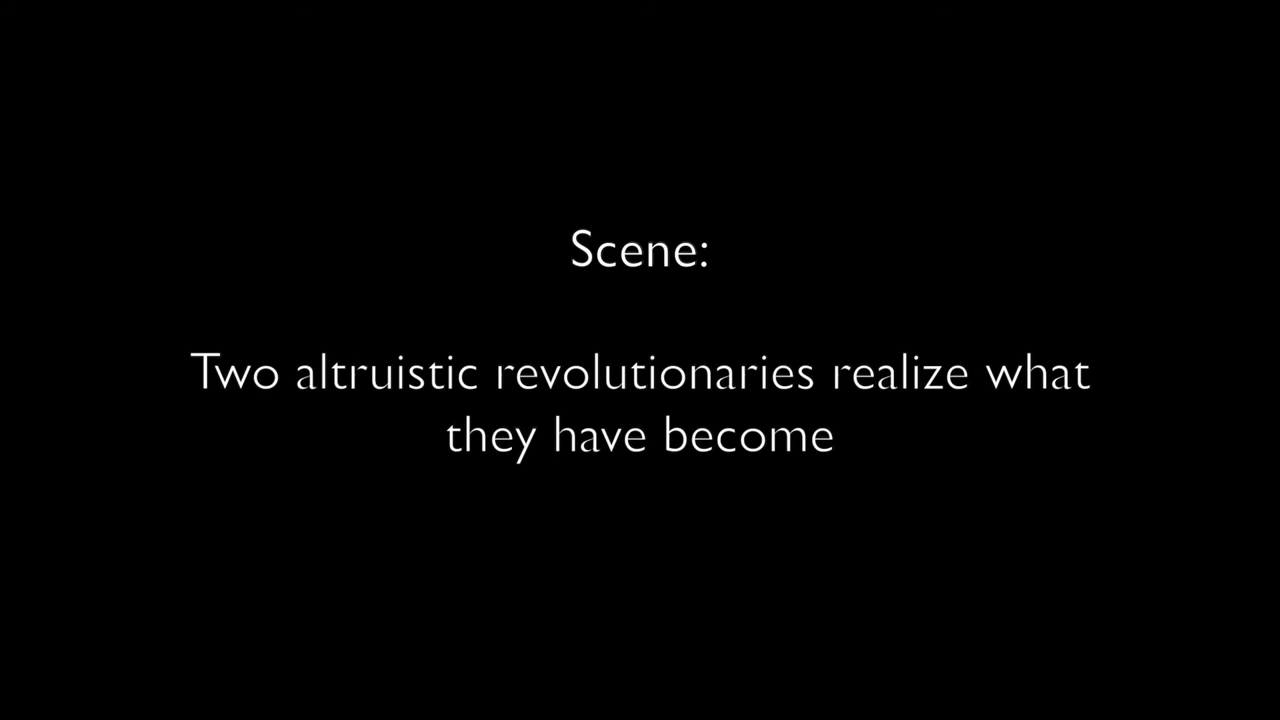 Scene:
Two altruistic revolutionaries realize what
they have become